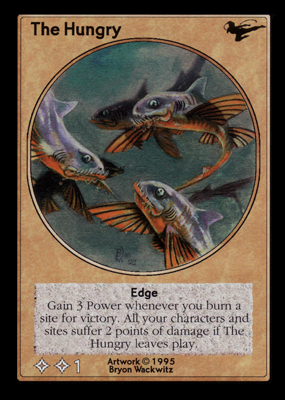 The Hungry
Edge
Gain 3 Power whenever you burn a
site for victory. All your characters and
sites suffer 2 points of damage if The
Hungry leaves play.
1
Artwork © 1995
Bryon Wackwitz